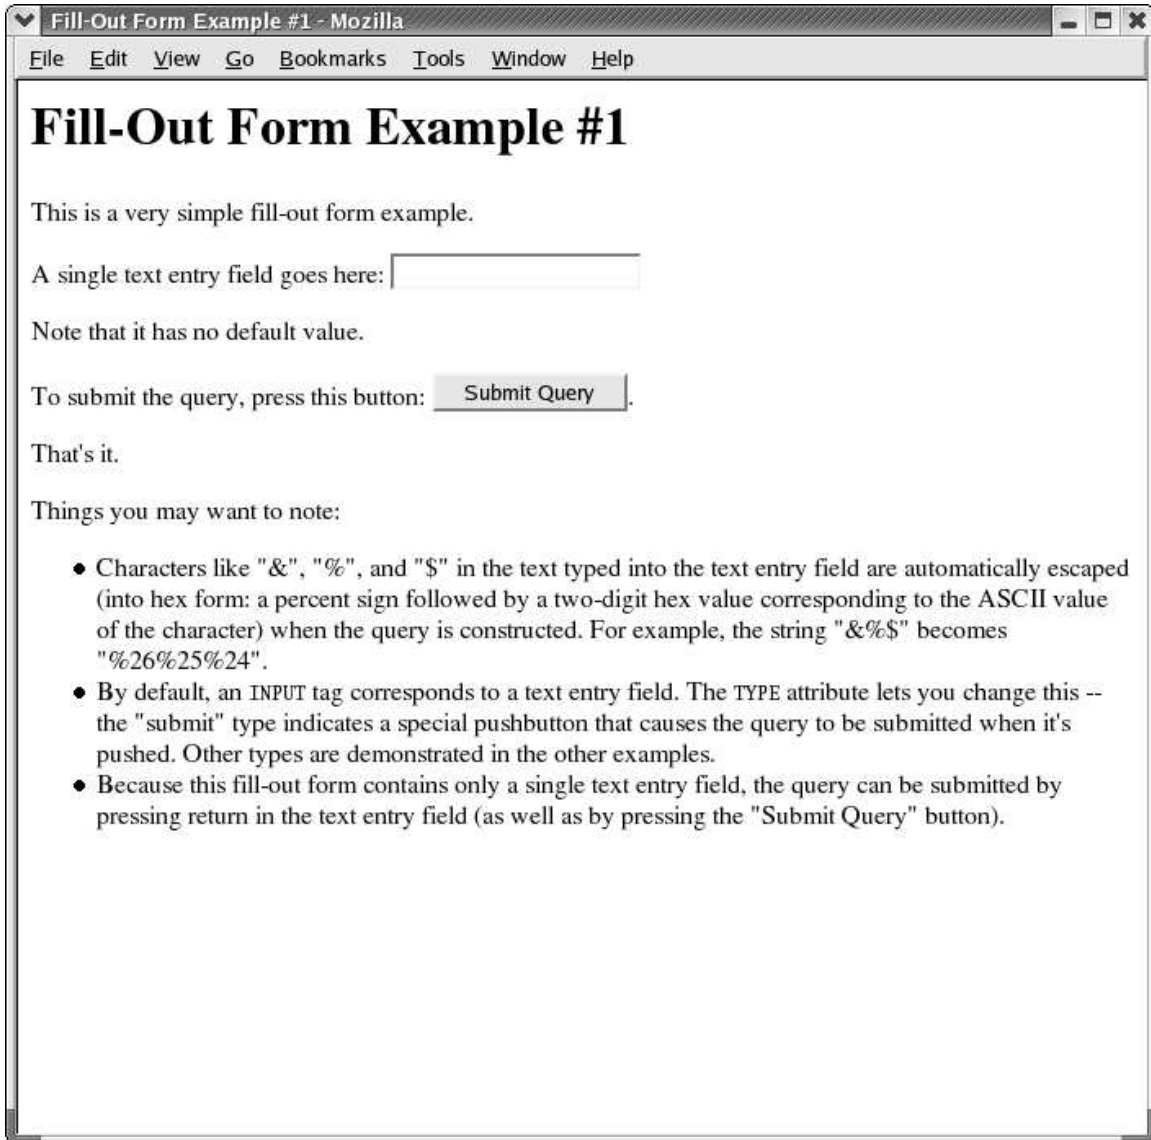 Fill-Out Form Example #1 - Mozilla
File Edit View Go Bookmarks Tools Window Help
Fill-Out Form Example #1
This is a very simple fill-out form example.
A single text entry field goes here:
Note that it has no default value.
To submit the query, press this button: Submit Query .
That's it.
Things you may want to note:
● Characters like "&", "%", and "$" in the text typed into the text entry field are automatically escaped
(into hex form: a percent sign followed by a two-digit hex value corresponding to the ASCII value
of the character) when the query is constructed. For example, the string "&%$" becomes
"%26%25%24".
● By default, an INPUT tag corresponds to a text entry field. The TYPE attribute lets you change this --
the "submit" type indicates a special pushbutton that causes the query to be submitted when it's
pushed. Other types are demonstrated in the other examples.
● Because this fill-out form contains only a single text entry field, the query can be submitted by
pressing return in the text entry field (as well as by pressing the "Submit Query" button).